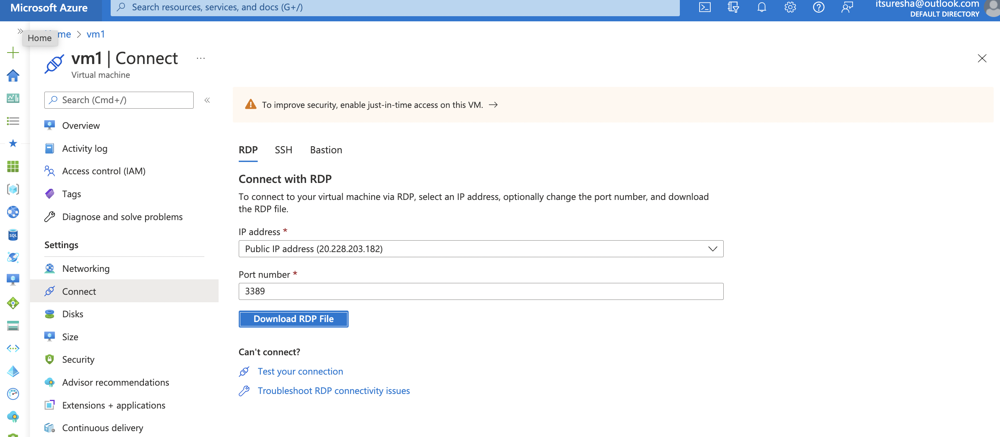 Microsoft Azure
Search resources, services, and docs (G+/)
itsuresha@outlook.com
DEFAULT DIRECTORY
Home
me > vm1
vm1 | Connect ...
Virtual machine
Search (Cmd+/)
Overview
Activity log
Access control (IAM)
Tags
Diagnose and solve problems
Settings
Networking
Connect
Disks
Size
Security
Advisor recommendations
Extensions + applications
Continuous delivery
SQL
To improve security, enable just-in-time access on this VM. →
RDP SSH Bastion
Connect with RDP
To connect to your virtual machine via RDP, select an IP address, optionally change the port number, and download
the RDP file.
IP address *
Public IP address (20.228.203.182)
Port number *
3389
Download RDP File
Can't connect?
Test your connection
Troubleshoot RDP connectivity issues